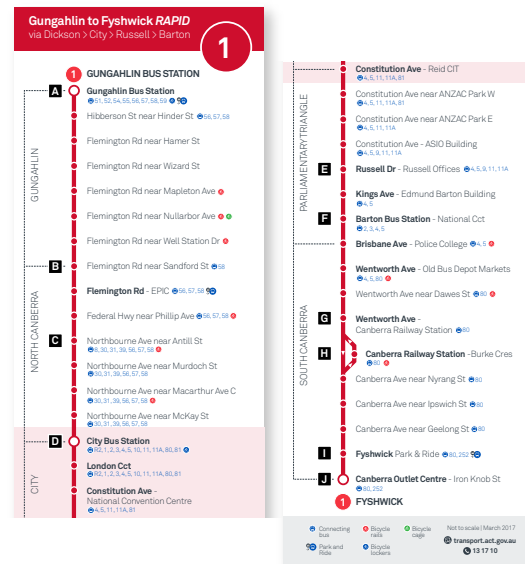 Gungahlin to Fyshwick RAPID
via Dickson > City > Russell > Barton
1
1 GUNGAHLIN BUS STATION
A Gungahlin Bus Station
51, 52, 54, 55, 56, 57, 58, 59
Hibberson St near Hinder St 56, 57, 58
Flemington Rd near Hamer St
Flemington Rd near Wizard St
Flemington Rd near Mapleton Ave
Flemington Rd near Nullarbor Ave
Flemington Rd near Well Station Dr
GUNGAHLIN
B Flemington Rd near Sandford St 58
Flemington Rd - EPIC 56, 57, 58
Federal Hwy near Phillip Ave 56, 57, 58
C Northbourne Ave near Antill St
8, 30, 31, 39, 56, 57, 58
Northbourne Ave near Murdoch St
30, 31, 39, 56, 57, 58
Northbourne Ave near Macarthur Ave C
30, 31, 39, 56, 57, 58
Northbourne Ave near McKay St
30, 31, 39, 56, 57, 58
NORTH CANBERRA
D City Bus Station
R2, 1, 2, 3, 4, 5, 10, 11, 11A, 80, 81
London Cct
R2, 1, 2, 3, 4, 5, 10, 11, 11A, 80, 81
Constitution Ave -
National Convention Centre
4, 5, 11, 11A, 81
CITY
Constitution Ave - Reid CIT
4, 5, 11, 11A, 81
Constitution Ave near ANZAC Park W
4, 5, 11, 11A, 81
Constitution Ave near ANZAC Park E
4, 5, 11, 11A
Constitution Ave - ASIO Building
4, 5, 9, 11, 11A
E Russell Dr - Russell Offices 4, 5, 9, 11, 11A
Kings Ave - Edmund Barton Building
4, 5
F Barton Bus Station - National Cct
2, 3, 4, 5
PARLIAMENTARY TRIANGLE
Brisbane Ave - Police College 4, 5
Wentworth Ave - Old Bus Depot Markets
4, 5, 80
Wentworth Ave near Dawes St 80
G Wentworth Ave -
Canberra Railway Station 80
H Canberra Railway Station - Burke Cres
80
Canberra Ave near Nyrang St 80
Canberra Ave near Ipswich St 80
Canberra Ave near Geelong St 80
I Fyshwick Park & Ride 80, 252
J Canberra Outlet Centre - Iron Knob St
80, 252
SOUTH CANBERRA
1 FYSHWICK
Connecting bus
Bicycle rails
Bicycle cage
Park and Ride
Bicycle lockers
Not to scale | March 2017
transport.act.gov.au
13 17 10